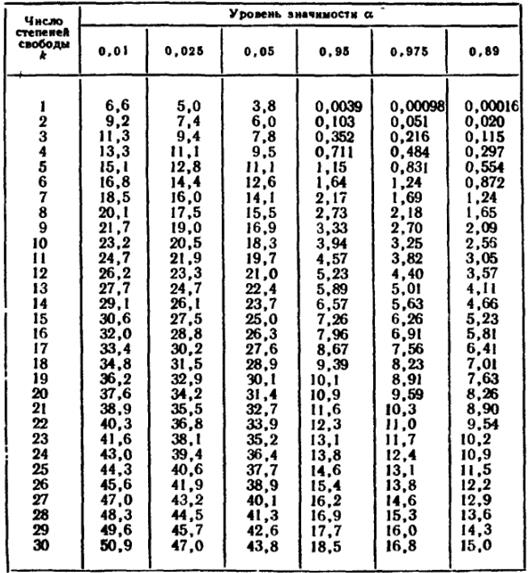 Число степеней свободы k | Уровень значимости α
0,01 | 0,025 | 0,05 | 0,95 | 0,975 | 0,89
1 | 6,6 | 5,0 | 3,8 | 0,0039 | 0,00098 | 0,00016
2 | 9,2 | 7,4 | 6,0 | 0,103 | 0,051 | 0,020
3 | 11,3 | 9,4 | 7,8 | 0,352 | 0,216 | 0,115
4 | 13,3 | 11,1 | 9,5 | 0,711 | 0,484 | 0,297
5 | 15,1 | 12,8 | 11,1 | 1,15 | 0,831 | 0,554
6 | 16,8 | 14,4 | 12,6 | 1,64 | 1,24 | 0,872
7 | 18,5 | 16,0 | 14,1 | 2,17 | 1,69 | 1,24
8 | 20,1 | 17,5 | 15,5 | 2,73 | 2,18 | 1,65
9 | 21,7 | 19,0 | 16,9 | 3,33 | 2,70 | 2,09
10 | 23,2 | 20,5 | 18,3 | 3,94 | 3,25 | 2,56
11 | 24,7 | 21,9 | 19,7 | 4,57 | 3,82 | 3,05
12 | 26,2 | 23,3 | 21,0 | 5,23 | 4,40 | 3,57
13 | 27,7 | 24,7 | 22,4 | 5,89 | 5,01 | 4,11
14 | 29,1 | 26,1 | 23,7 | 6,57 | 5,63 | 4,66
15 | 30,6 | 27,5 | 25,0 | 7,26 | 6,26 | 5,23
16 | 32,0 | 28,8 | 26,3 | 7,96 | 6,91 | 5,81
17 | 33,4 | 30,2 | 27,6 | 8,67 | 7,56 | 6,41
18 | 34,8 | 31,5 | 28,9 | 9,39 | 8,23 | 7,01
19 | 36,2 | 32,9 | 30,1 | 10,1 | 8,91 | 7,63
20 | 37,6 | 34,2 | 31,4 | 10,9 | 9,59 | 8,26
21 | 38,9 | 35,5 | 32,7 | 11,6 | 10,3 | 8,90
22 | 40,3 | 36,8 | 33,9 | 12,3 | 11,0 | 9,54
23 | 41,6 | 38,1 | 35,2 | 13,1 | 11,7 | 10,2
24 | 43,0 | 39,4 | 36,4 | 13,8 | 12,4 | 10,9
25 | 44,3 | 40,6 | 37,7 | 14,6 | 13,1 | 11,5
26 | 45,6 | 41,9 | 38,9 | 15,4 | 13,8 | 12,2
27 | 47,0 | 43,2 | 40,1 | 16,2 | 14,6 | 12,9
28 | 48,3 | 44,5 | 41,3 | 16,9 | 15,3 | 13,6
29 | 49,6 | 45,7 | 42,6 | 17,7 | 16,0 | 14,3
30 | 50,9 | 47,0 | 43,8 | 18,5 | 16,8 | 15,0